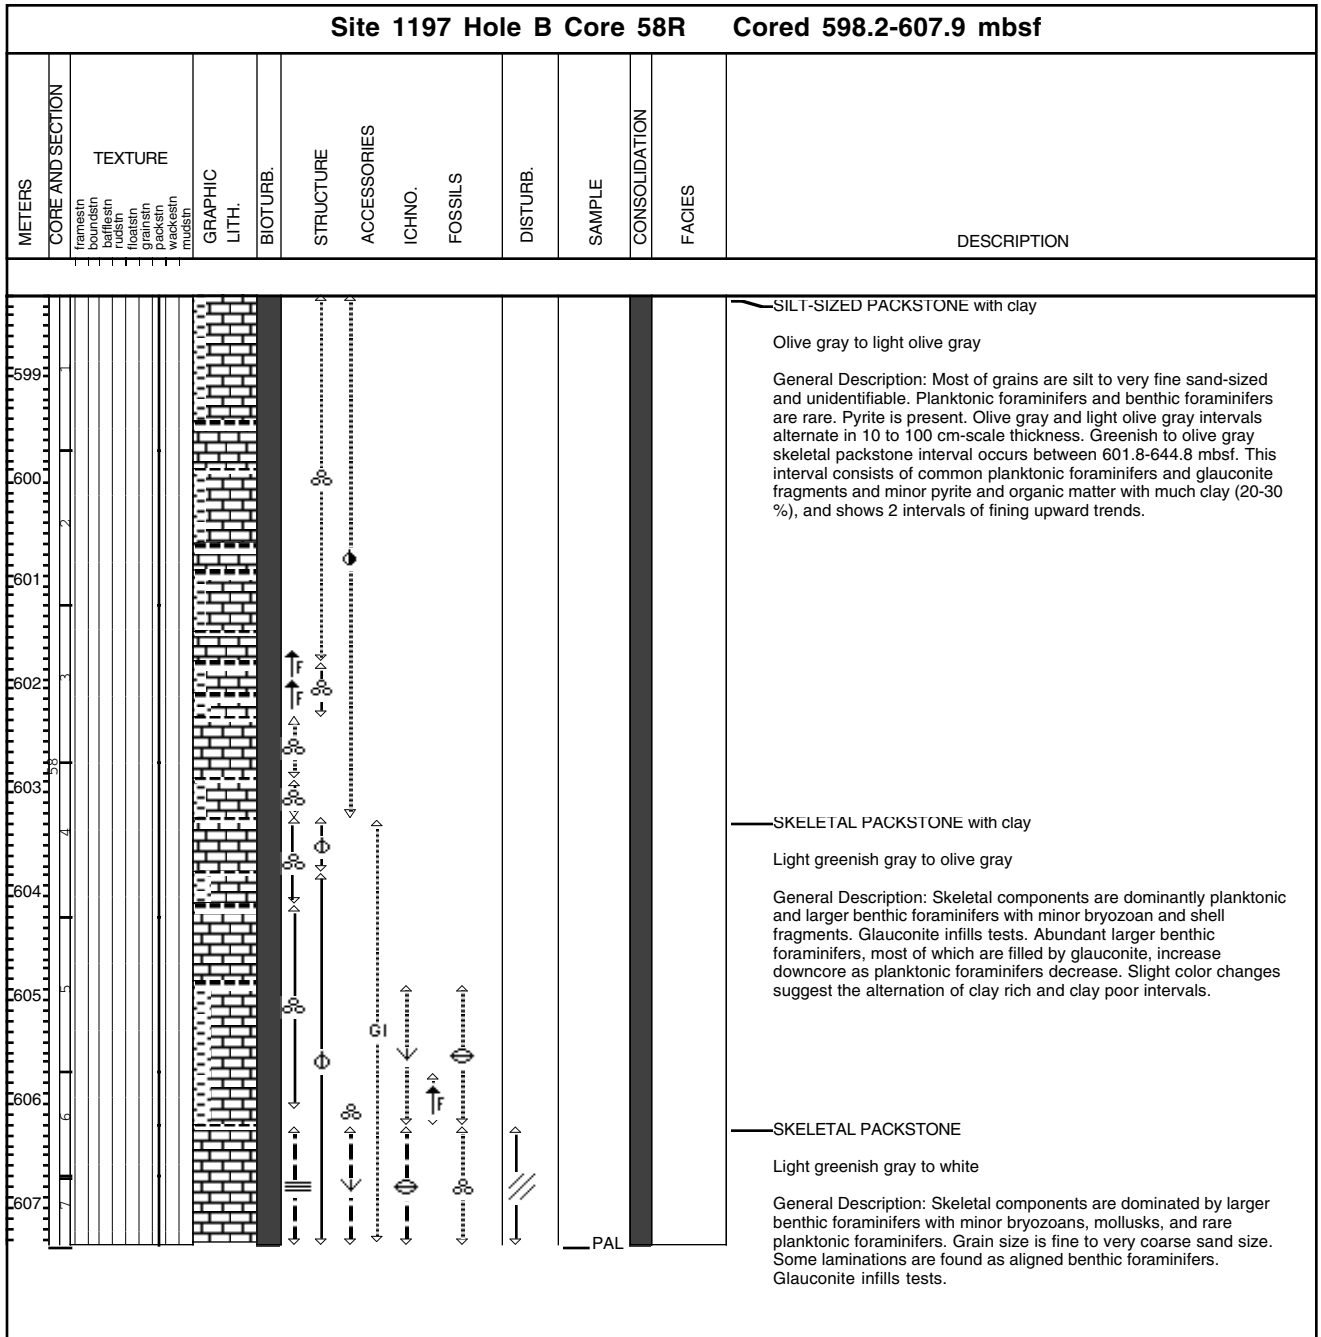 Site 1197 Hole B Core 58R Cored 598.2-607.9 mbsf
METERS
CORE AND SECTION
TEXTURE
framestn
boundstn
bafflestn
rudstn
floatstn
grainstn
packstn
wackestn
mudstn
GRAPHIC
LITH.
BIOTURB.
STRUCTURE
ACCESSORIES
ICHNO.
FOSSILS
DISTURB.
SAMPLE
CONSOLIDATION
FACIES
DESCRIPTION
SILT-SIZED PACKSTONE with clay
Olive gray to light olive gray
General Description: Most of grains are silt to very fine sand-sized
and unidentifiable. Planktonic foraminifers and benthic foraminifers
are rare. Pyrite is present. Olive gray and light olive gray intervals
alternate in 10 to 100 cm-scale thickness. Greenish to olive gray
skeletal packstone interval occurs between 601.8-644.8 mbsf. This
interval consists of common planktonic foraminifers and glauconite
fragments and minor pyrite and organic matter with much clay (20-30
%), and shows 2 intervals of fining upward trends.
599
1
600
2
601
F
602
3
F
58
603
SKELETAL PACKSTONE with clay
4
Light greenish gray to olive gray
604
General Description: Skeletal components are dominantly planktonic
and larger benthic foraminifers with minor bryozoan and shell
fragments. Glauconite infills tests. Abundant larger benthic
foraminifers, most of which are filled by glauconite, increase
downcore as planktonic foraminifers decrease. Slight color changes
suggest the alternation of clay rich and clay poor intervals.
605
5
Gl
606
F
6
SKELETAL PACKSTONE
Light greenish gray to white
607
7
General Description: Skeletal components are dominated by larger
benthic foraminifers with minor bryozoans, mollusks, and rare
planktonic foraminifers. Grain size is fine to very coarse sand size.
Some laminations are found as aligned benthic foraminifers.
Glauconite infills tests.
PAL